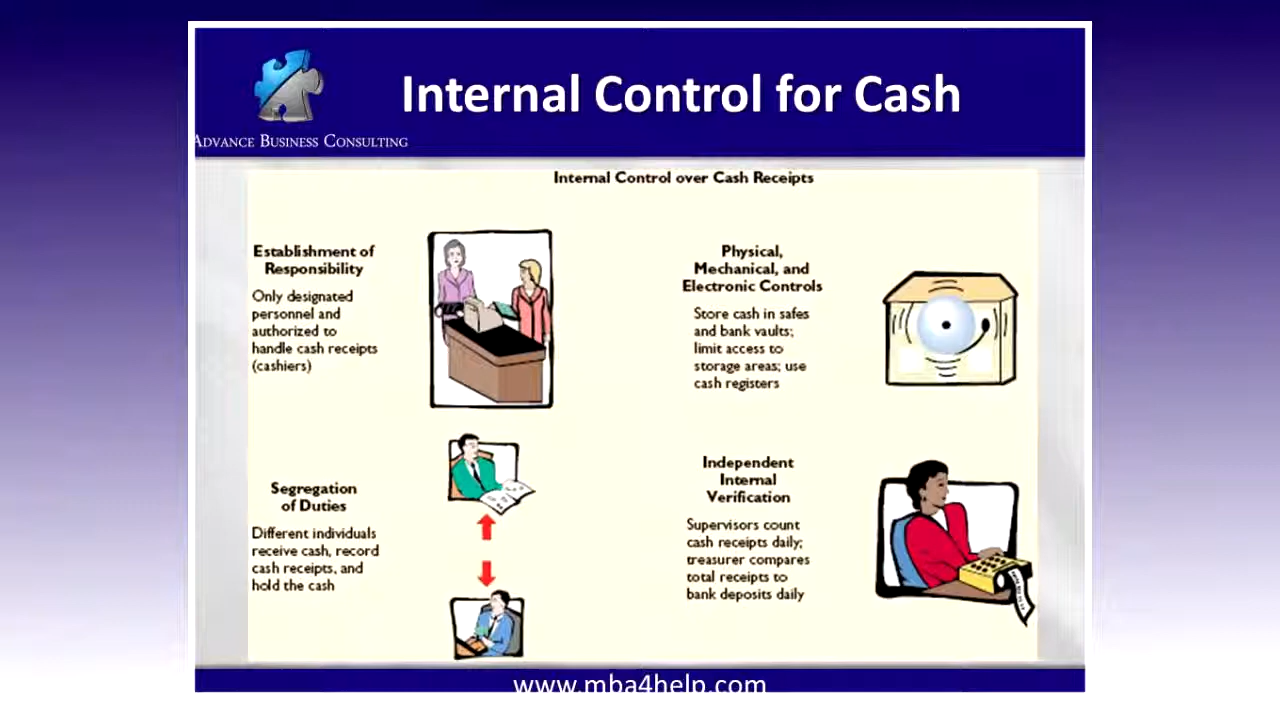 Internal Control for Cash
ADVANCE BUSINESS CONSULTING
Internal Control over Cash Receipts
Establishment of
Responsibility
Only designated
personnel and
authorized to
handle cash receipts
(cashiers)
Physical,
Mechanical, and
Electronic Controls
Store cash in safes
and bank vaults;
limit access to
storage areas; use
cash registers
Segregation
of Duties
Different individuals
receive cash, record
cash receipts, and
hold the cash
Independent
Internal
Verification
Supervisors count
cash receipts daily;
treasurer compares
total receipts to
bank deposits daily
www.mba4help.com